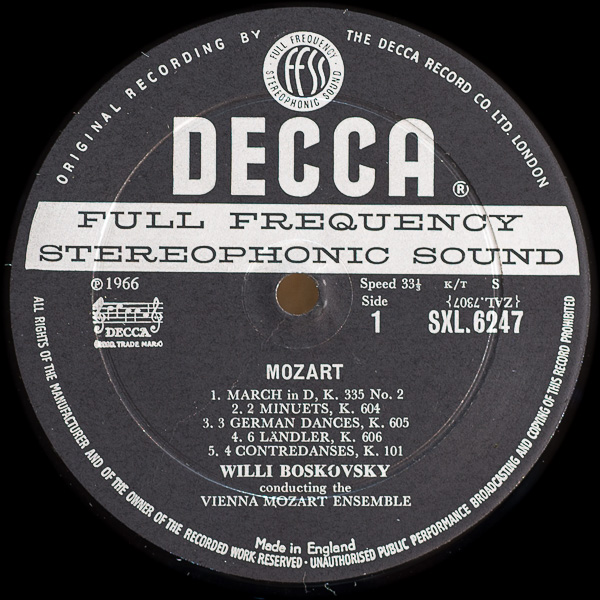 ORIGINAL RECORDING BY
THE DECCA RECORD CO. LTD. LONDON
FULL FREQUENCY
FFSS
STEREOPHONIC SOUND
DECCA ®
FULL FREQUENCY
STEREOPHONIC SOUND
℗ 1966
Speed 33⅓ K/T S
Side {ZAL.7307}
1 SXL.6247
DECCA
REGD. TRADE MARK
MOZART
1. MARCH in D, K. 335 No. 2
2. 2 MINUETS, K. 604
3. 3 GERMAN DANCES, K. 605
4. 6 LÄNDLER, K. 606
5. 4 CONTREDANSES, K. 101
WILLI BOSKOVSKY
conducting the
VIENNA MOZART ENSEMBLE
Made in England
ALL RIGHTS OF THE MANUFACTURER AND OF THE OWNER OF THE RECORDED WORK RESERVED · UNAUTHORISED PUBLIC PERFORMANCE BROADCASTING AND COPYING OF THIS RECORD PROHIBITED